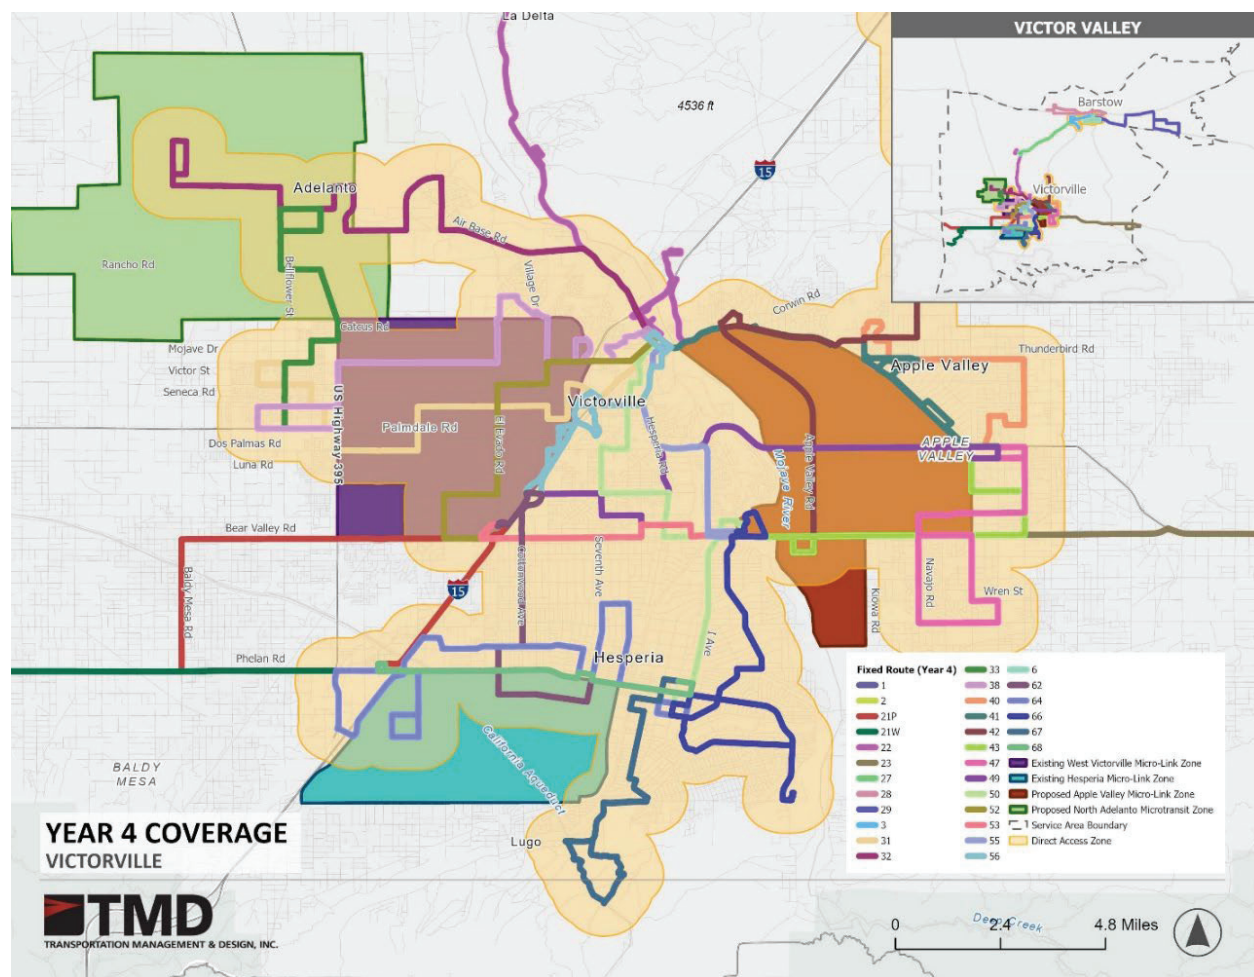 La Delta
4536 ft
15
Adelanto
Air Base Rd
Rancho Rd
Bellflower St
Village Dr
Corwin Rd
Cactus Rd
Mojave Dr
Victor St
Seneca Rd
Thunderbird Rd
Apple Valley
Victorville
US Highway 395
Palmdale Rd
El Evado Rd
Hesperia Rd
Dos Palmas Rd
Luna Rd
APPLE
VALLEY
Mojave River
Apple Valley Rd
Bear Valley Rd
Baldy Mesa Rd
15
Cottonwood Ave
Seventh Ave
I Ave
Kiowa Rd
Navajo Rd
Wren St
Phelan Rd
Hesperia
California Aqueduct
BALDY
MESA
Lugo
Deep Creek
VICTOR VALLEY
Barstow
Victorville
Fixed Route (Year 4)
1
2
21P
21W
22
23
27
28
29
3
31
32
33
38
40
41
42
43
47
49
50
52
53
55
56
6
62
64
66
67
68
Existing West Victorville Micro-Link Zone
Existing Hesperia Micro-Link Zone
Proposed Apple Valley Micro-Link Zone
Proposed North Adelanto Microtransit Zone
Service Area Boundary
Direct Access Zone
YEAR 4 COVERAGE
VICTORVILLE
TMD
TRANSPORTATION MANAGEMENT & DESIGN, INC.
0 2.4 4.8 Miles